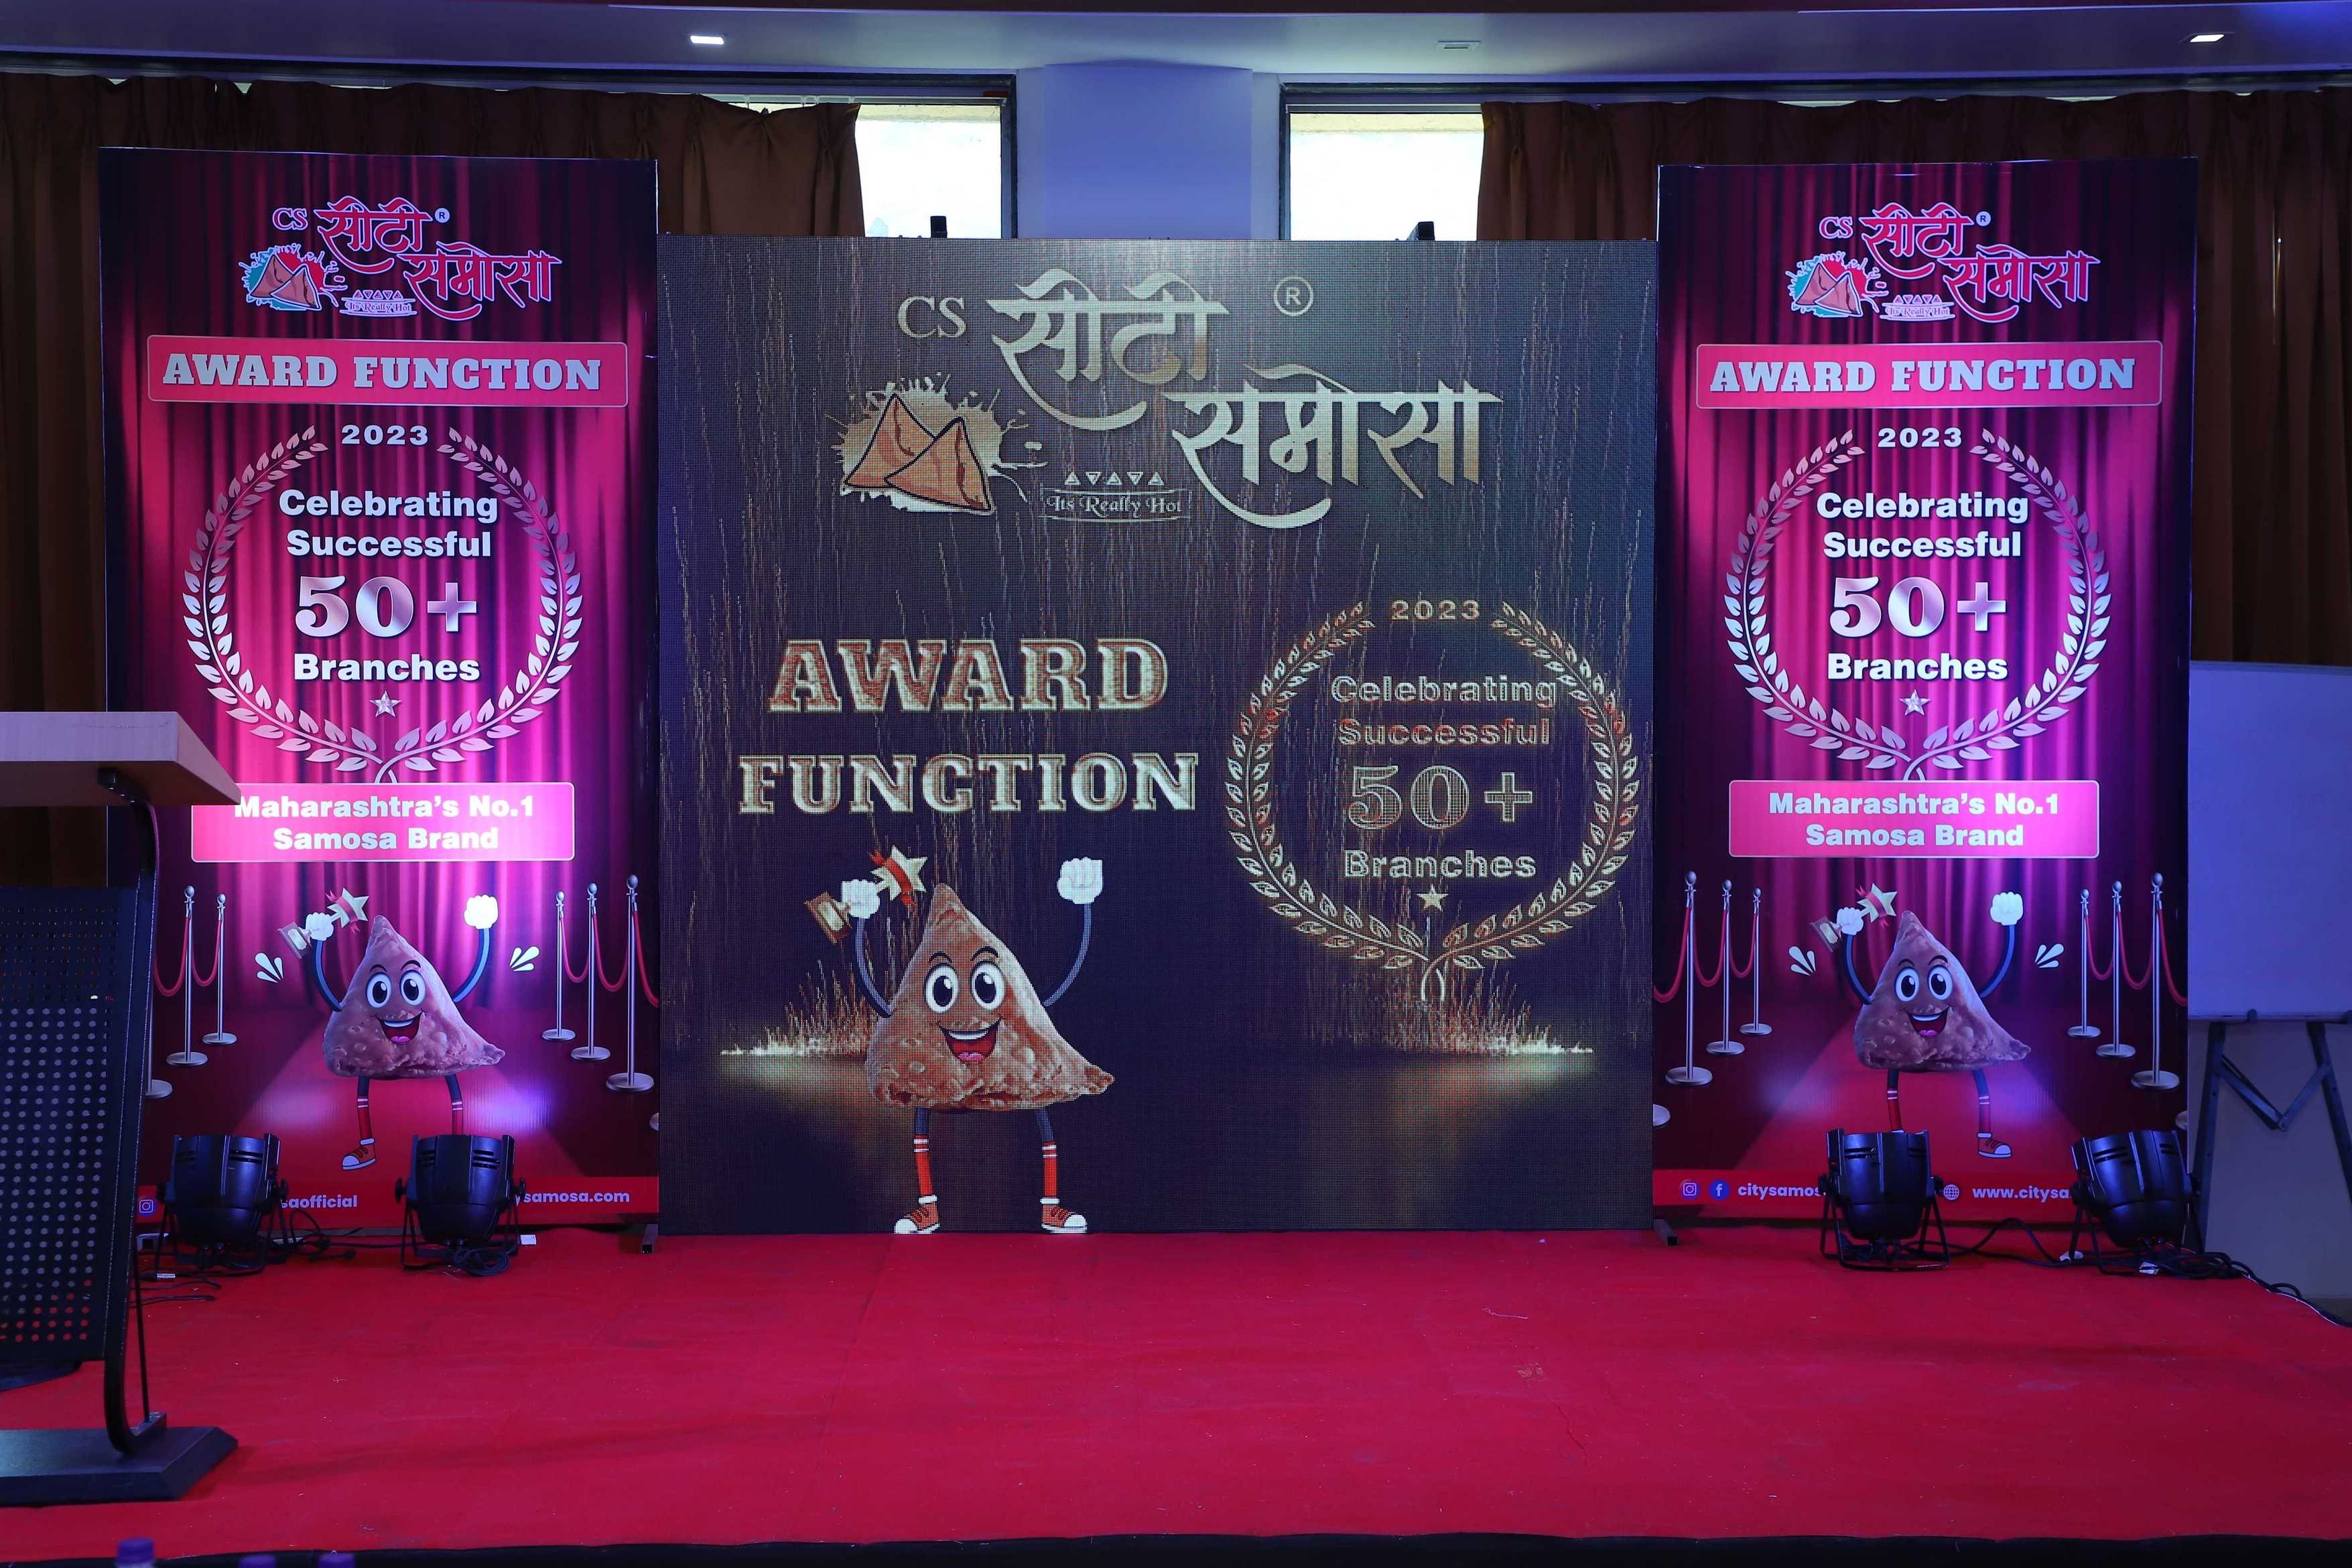 CS सीटी ®
समोसा
Its Really Hot
AWARD FUNCTION
2023
Celebrating
Successful
50+
Branches
Maharashtra's No.1
Samosa Brand
CS सीटी ®
समोसा
Its Really Hot
AWARD
FUNCTION
2023
Celebrating
Successful
50+
Branches
CS सीटी ®
समोसा
Its Really Hot
AWARD FUNCTION
2023
Celebrating
Successful
50+
Branches
Maharashtra's No.1
Samosa Brand